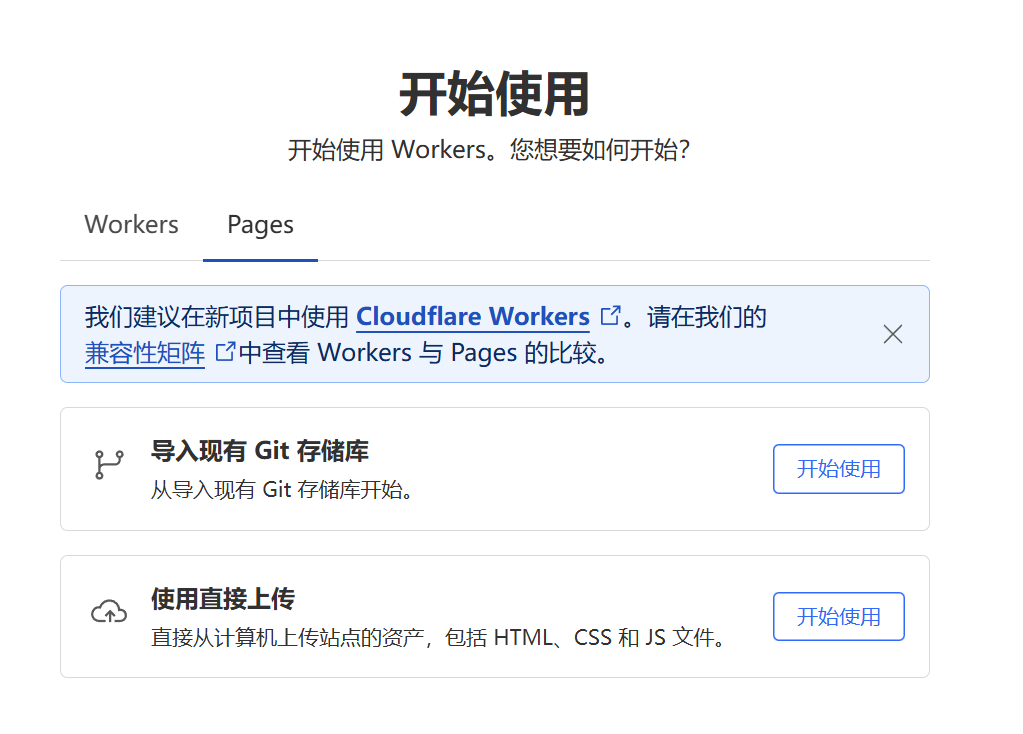 开始使用
开始使用 Workers。您想要如何开始？
Workers
Pages
我们建议在新项目中使用 Cloudflare Workers 。请在我们的
兼容性矩阵 中查看 Workers 与 Pages 的比较。
导入现有 Git 存储库
从导入现有 Git 存储库开始。
开始使用
使用直接上传
直接从计算机上传站点的资产，包括 HTML、CSS 和 JS 文件。
开始使用